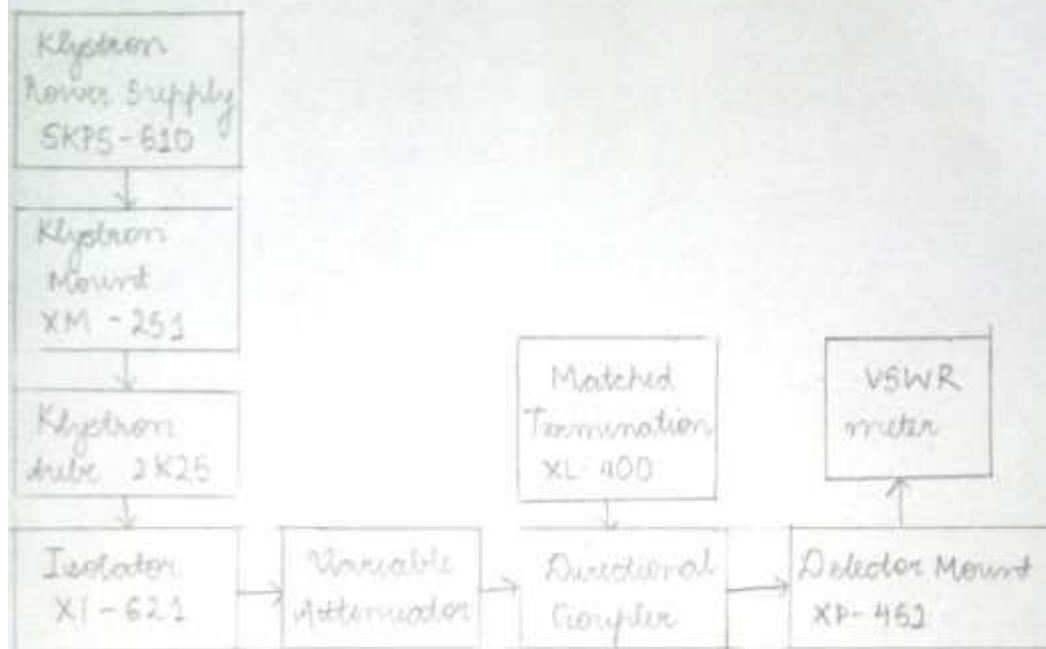 Klystron
Power Supply
SKPS-610
Klystron
Mount
XM - 251
Klystron
tube 2K25
Isolator
XI-621
Variable
Attenuator
Matched
Termination
XL-400
Directional
Coupler
VSWR
meter
Detector Mount
XP-451